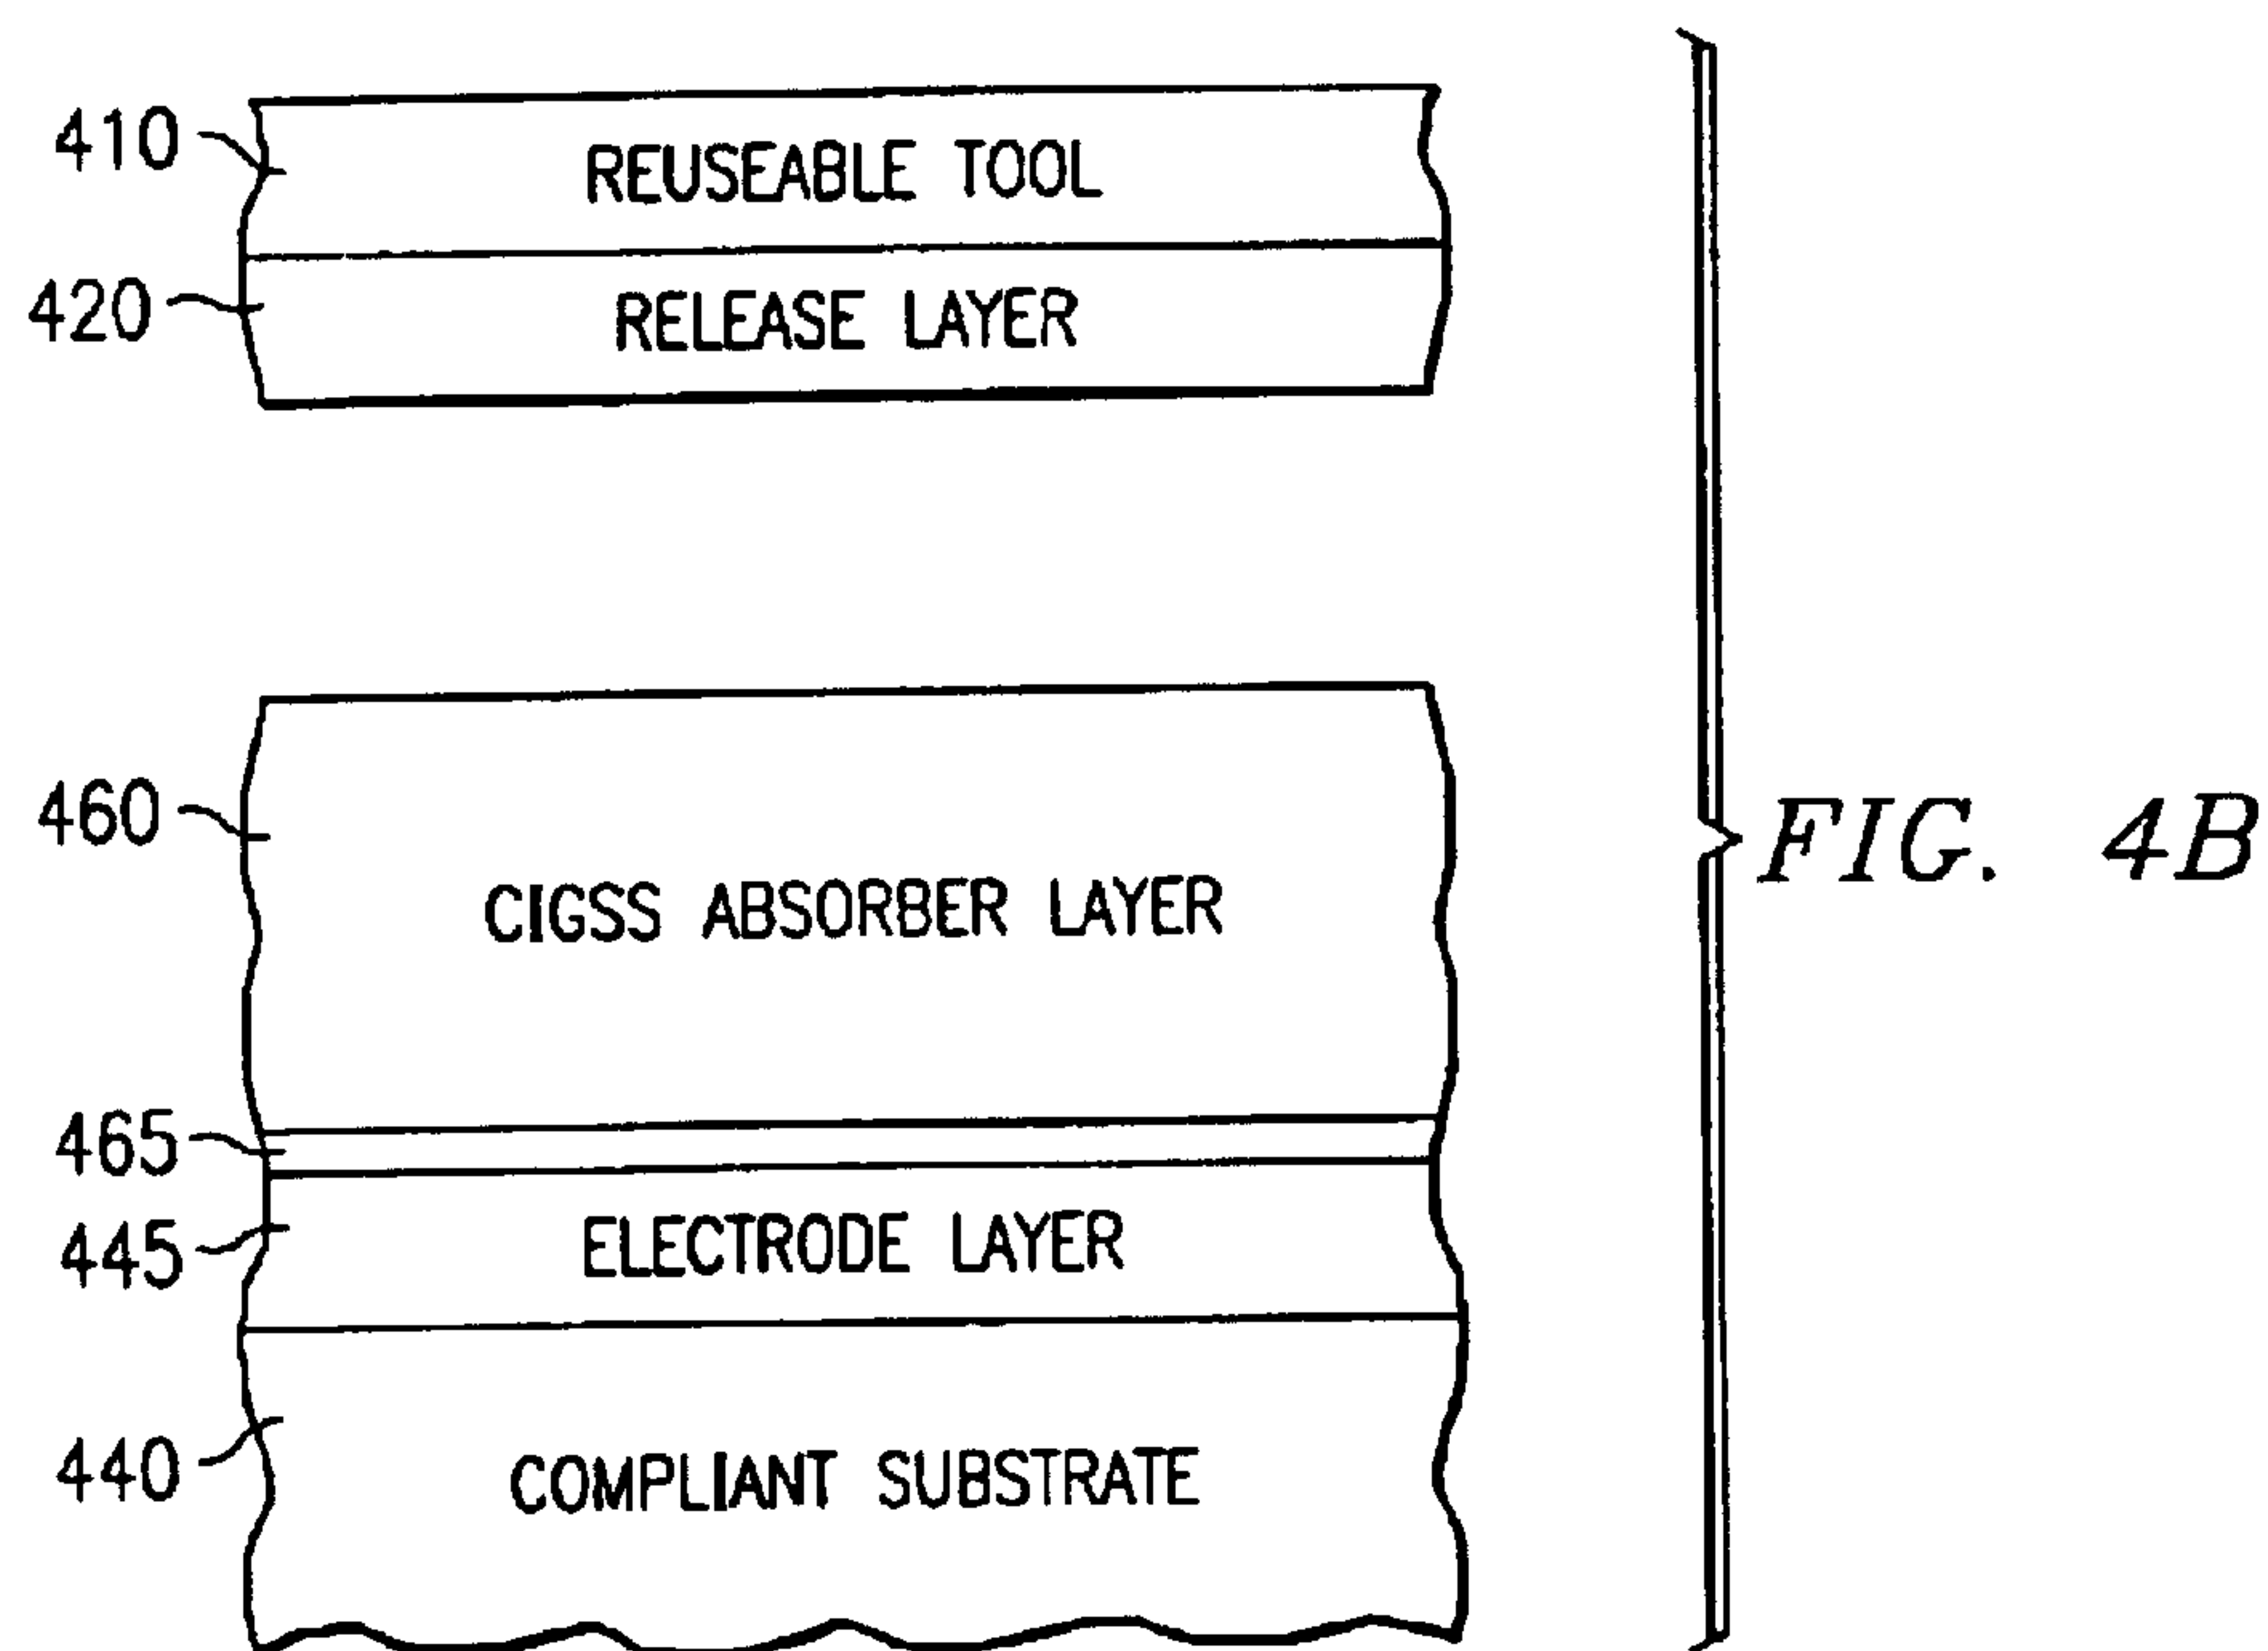 410
REUSEABLE TOOL
420
RELEASE LAYER
460
CIGSS ABSORBER LAYER
FIG. 4B
465
445
ELECTRODE LAYER
440
COMPLIANT SUBSTRATE